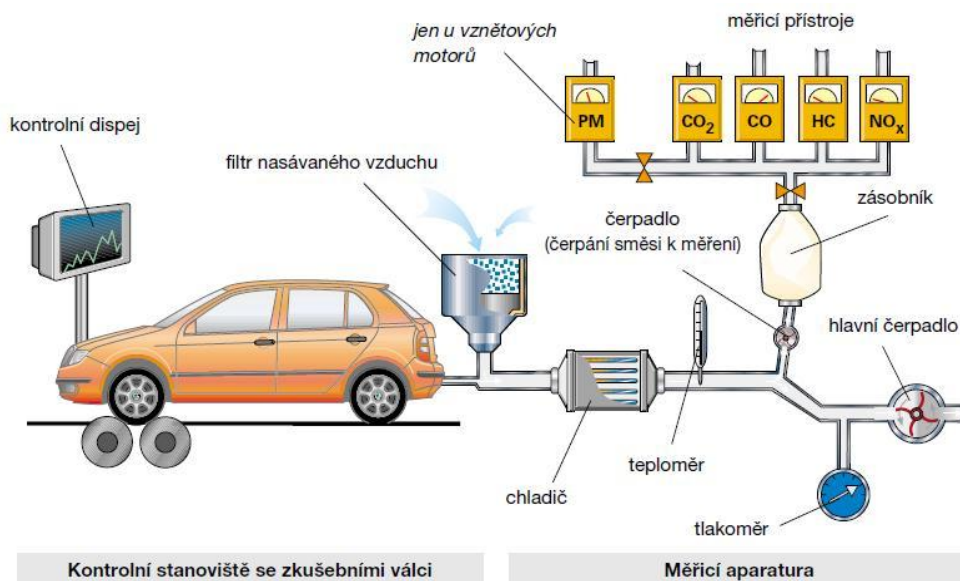 jen u vznětových
motorů
měřicí přístroje
PM
CO₂
CO
HC
NOₓ
kontrolní dispej
filtr nasávaného vzduchu
čerpadlo
(čerpání směsi k měření)
zásobník
hlavní čerpadlo
teploměr
chladič
tlakoměr
Kontrolní stanoviště se zkušebními válci
Měřicí aparatura